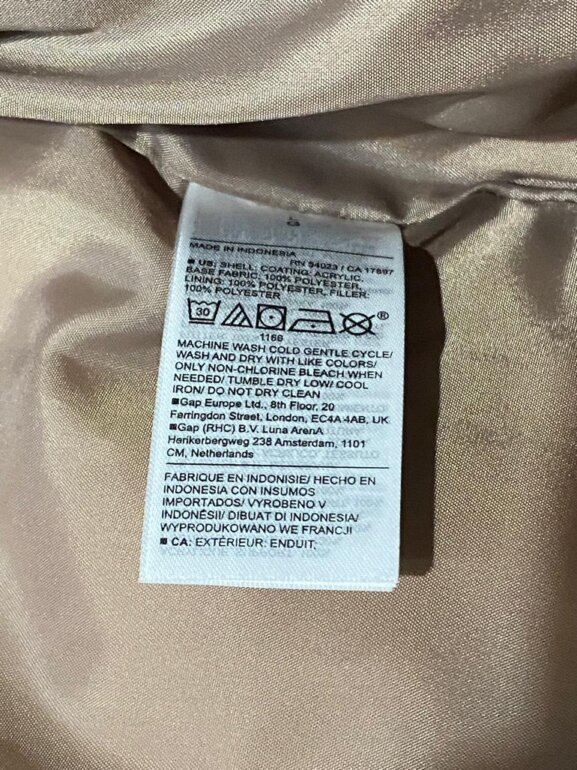 G
MADE IN INDONESIA RN 54023 / CA 17897
■ US: SHELL: COATING: ACRYLIC.
BASE FABRIC: 100% POLYESTER.
LINING: 100% POLYESTER, FILLER:
100% POLYESTER
30 ®
1166
MACHINE WASH COLD GENTLE CYCLE/
WASH AND DRY WITH LIKE COLORS/
ONLY NON-CHLORINE BLEACH WHEN
NEEDED/ TUMBLE DRY LOW/ COOL
IRON/ DO NOT DRY CLEAN
■Gap Europe Ltd., 8th Floor, 20
Farringdon Street, London, EC4A 4AB, UK
■Gap (RHC) B.V. Luna ArenA
Herikerbergweg 238 Amsterdam, 1101
CM, Netherlands
FABRIQUE EN INDONISIE/ HECHO EN
INDONESIA CON INSUMOS
IMPORTADOS/ VYROBENO V
INDONÉSII/ DIBUAT DI INDONESIA/
WYPRODUKOWANO WE FRANCJI
■ CA: EXTÉRIEUR: ENDUIT: